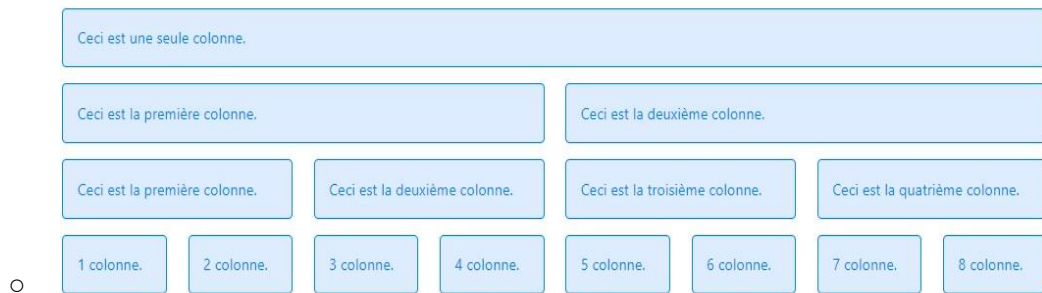 Ceci est une seule colonne.
Ceci est la première colonne. Ceci est la deuxième colonne.
Ceci est la première colonne. Ceci est la deuxième colonne. Ceci est la troisième colonne. Ceci est la quatrième colonne.
1 colonne. 2 colonne. 3 colonne. 4 colonne. 5 colonne. 6 colonne. 7 colonne. 8 colonne.